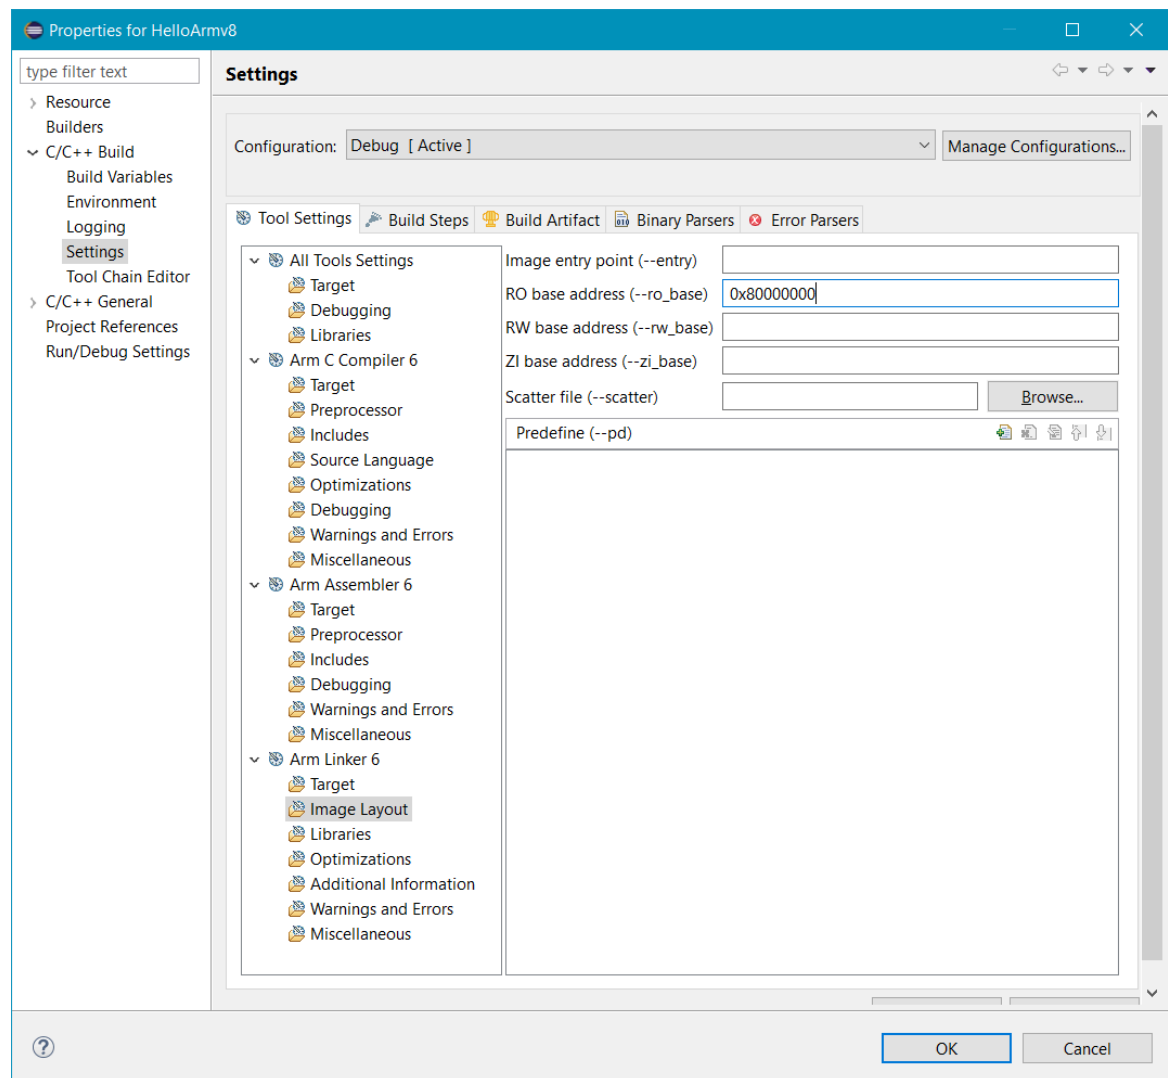 Properties for HelloArmv8
type filter text
Resource
Builders
C/C++ Build
Build Variables
Environment
Logging
Settings
Tool Chain Editor
C/C++ General
Project References
Run/Debug Settings
Settings
Configuration: Debug [ Active ] Manage Configurations...
Tool Settings Build Steps Build Artifact Binary Parsers Error Parsers
All Tools Settings
Target
Debugging
Libraries
Arm C Compiler 6
Target
Preprocessor
Includes
Source Language
Optimizations
Debugging
Warnings and Errors
Miscellaneous
Arm Assembler 6
Target
Preprocessor
Includes
Debugging
Warnings and Errors
Miscellaneous
Arm Linker 6
Target
Image Layout
Libraries
Optimizations
Additional Information
Warnings and Errors
Miscellaneous
Image entry point (--entry)
RO base address (--ro_base) 0x80000000
RW base address (--rw_base)
ZI base address (--zi_base)
Scatter file (--scatter) Browse...
Predefine (--pd)
OK Cancel